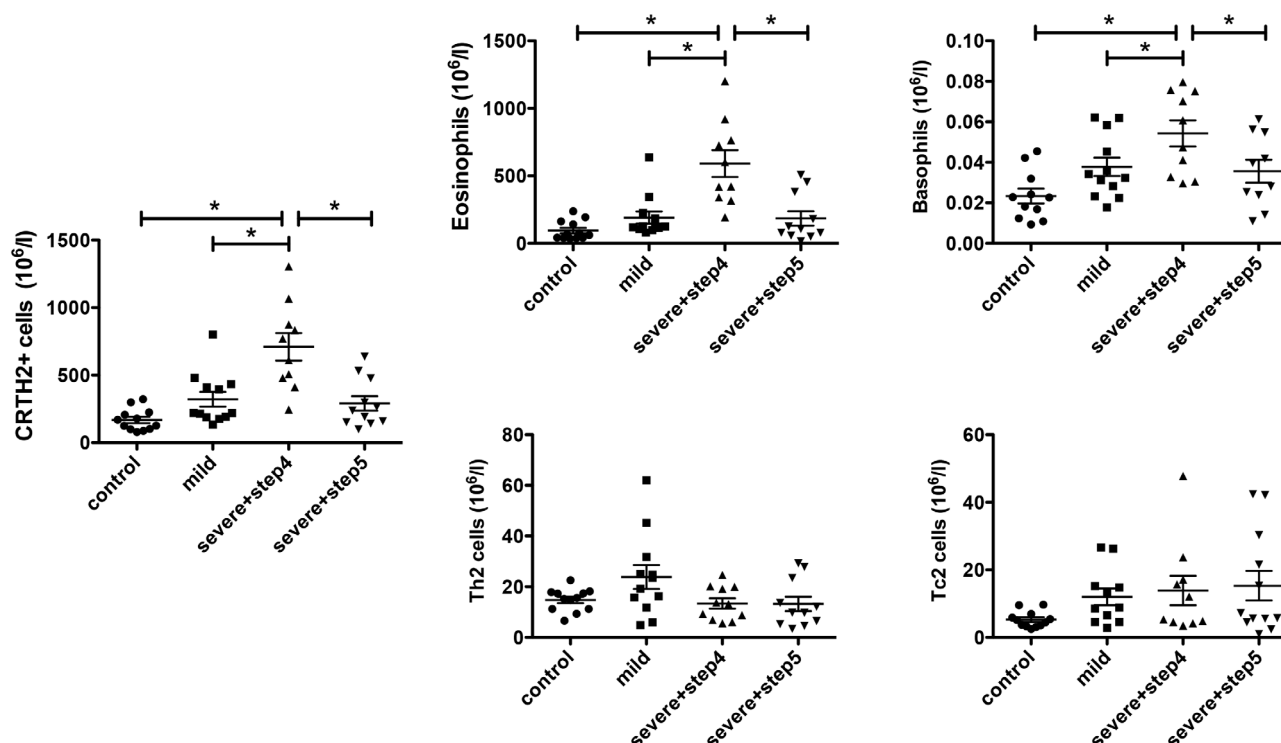 CRTH2+ cells (10⁶/l)
* *
*
1500
1000
500
0
control
mild
severe+step4
severe+step5
Eosinophils (10⁶/l)
* *
*
1500
1000
500
0
control
mild
severe+step4
severe+step5
Basophils (10⁶/l)
* *
*
0.10
0.08
0.06
0.04
0.02
0.00
control
mild
severe+step4
severe+step5
Th2 cells (10⁶/l)
80
60
40
20
0
control
mild
severe+step4
severe+step5
Tc2 cells (10⁶/l)
60
40
20
0
control
mild
severe+step4
severe+step5